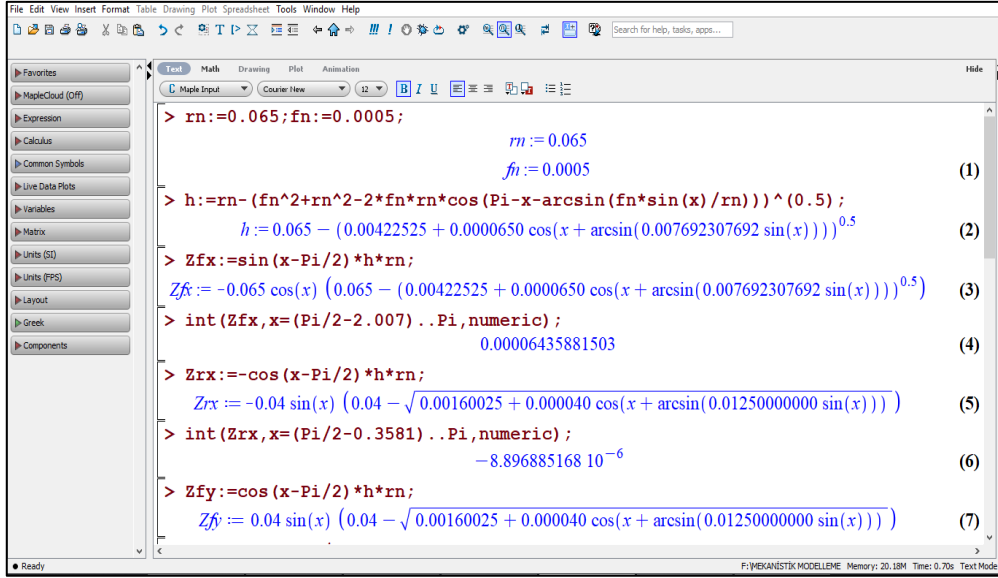 File Edit View Insert Format Table Drawing Plot Spreadsheet Tools Window Help
Search for help, tasks, apps...
Favorites
MapleCloud (Off)
Expression
Calculus
Common Symbols
Live Data Plots
Variables
Matrix
Units (SI)
Units (FPS)
Layout
Greek
Components
Text Math Drawing Plot Animation Hide
C Maple Input Courier New 12 B I U
> rn:=0.065;fn:=0.0005;
rn := 0.065
fn := 0.0005 (1)
> h:=rn-(fn^2+rn^2-2*fn*rn*cos(Pi-x-arcsin(fn*sin(x)/rn)))^(0.5);
h := 0.065 − (0.00422525 + 0.0000650 cos(x + arcsin(0.007692307692 sin(x))))^0.5 (2)
> Zfx:=sin(x-Pi/2)*h*rn;
Zfx := -0.065 cos(x) (0.065 − (0.00422525 + 0.0000650 cos(x + arcsin(0.007692307692 sin(x))))^0.5) (3)
> int(Zfx,x=(Pi/2-2.007)..Pi,numeric);
0.00006435881503 (4)
> Zrx:=-cos(x-Pi/2)*h*rn;
Zrx := -0.04 sin(x) (0.04 − √0.00160025 + 0.000040 cos(x + arcsin(0.01250000000 sin(x)))) (5)
> int(Zrx,x=(Pi/2-0.3581)..Pi,numeric);
−8.896885168 10^-6 (6)
> Zfy:=cos(x-Pi/2)*h*rn;
Zfy := 0.04 sin(x) (0.04 − √0.00160025 + 0.000040 cos(x + arcsin(0.01250000000 sin(x)))) (7)
Ready
F:\MEKANİSTİK MODELLEME Memory: 20.18M Time: 0.70s Text Mode